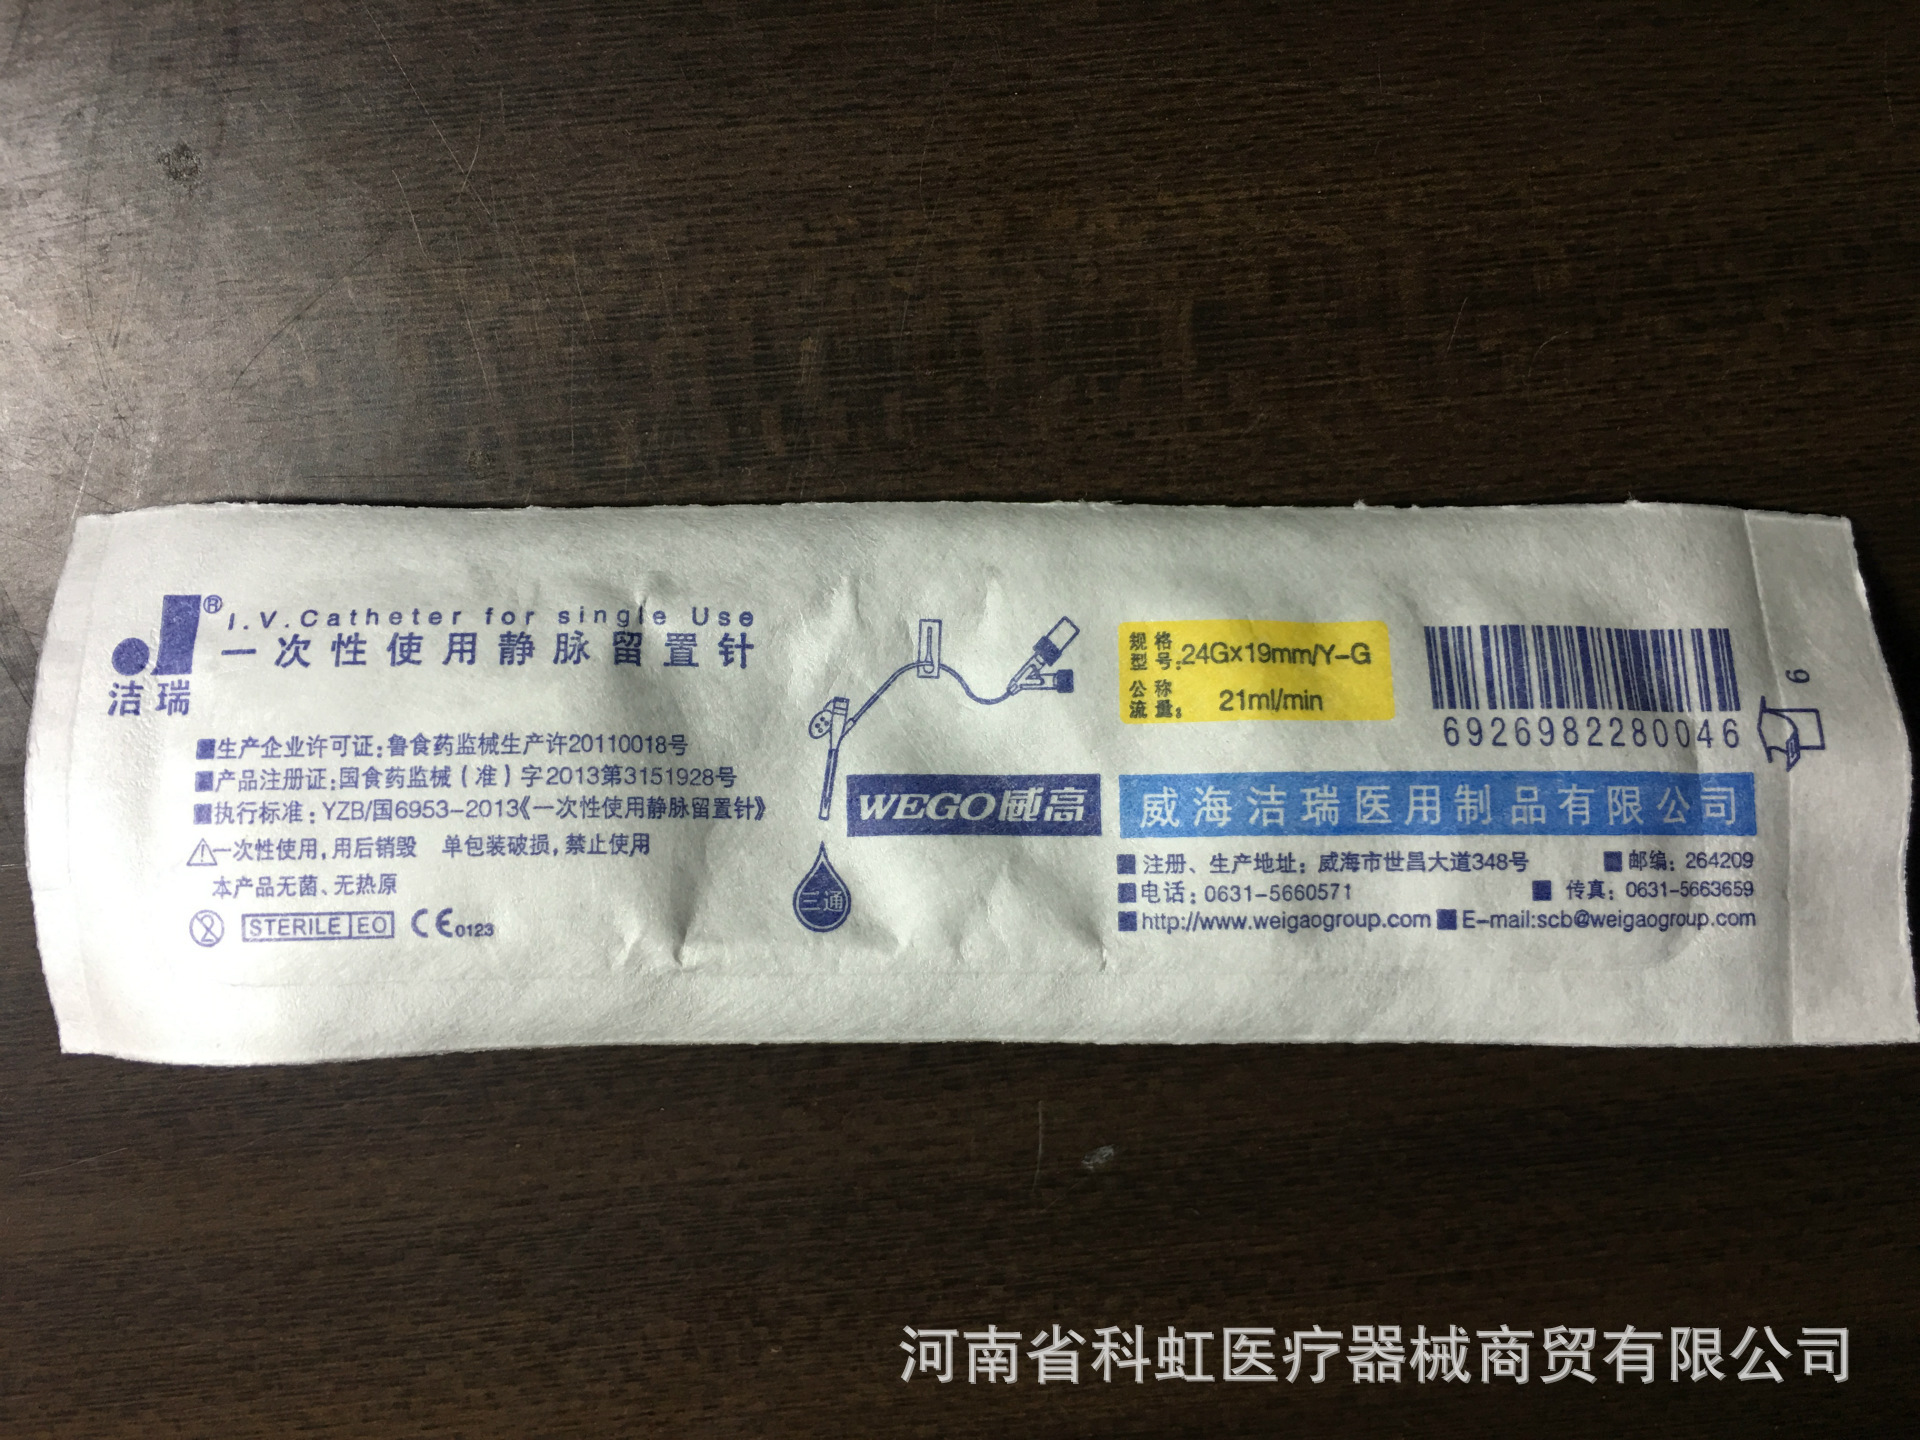 ®
I.V.Catheter for single Use
一次性使用静脉留置针
洁瑞
生产企业许可证:鲁食药监械生产许20110018号
产品注册证:国食药监械(准)字2013第3151928号
执行标准:YZB/国6953-2013《一次性使用静脉留置针》
一次性使用,用后销毁 单包装破损,禁止使用
本产品无菌、无热原
2 STERILE EO CE0123
三通
WEGO威高
规格型号:24G×19mm/Y-G
公称流量: 21ml/min
6926982280046
6
威海洁瑞医用制品有限公司
注册、生产地址: 威海市世昌大道348号 邮编: 264209
电话: 0631-5660571 传真: 0631-5663659
http://www.weigaogroup.com E-mail:scb@weigaogroup.com
河南省科虹医疗器械商贸有限公司